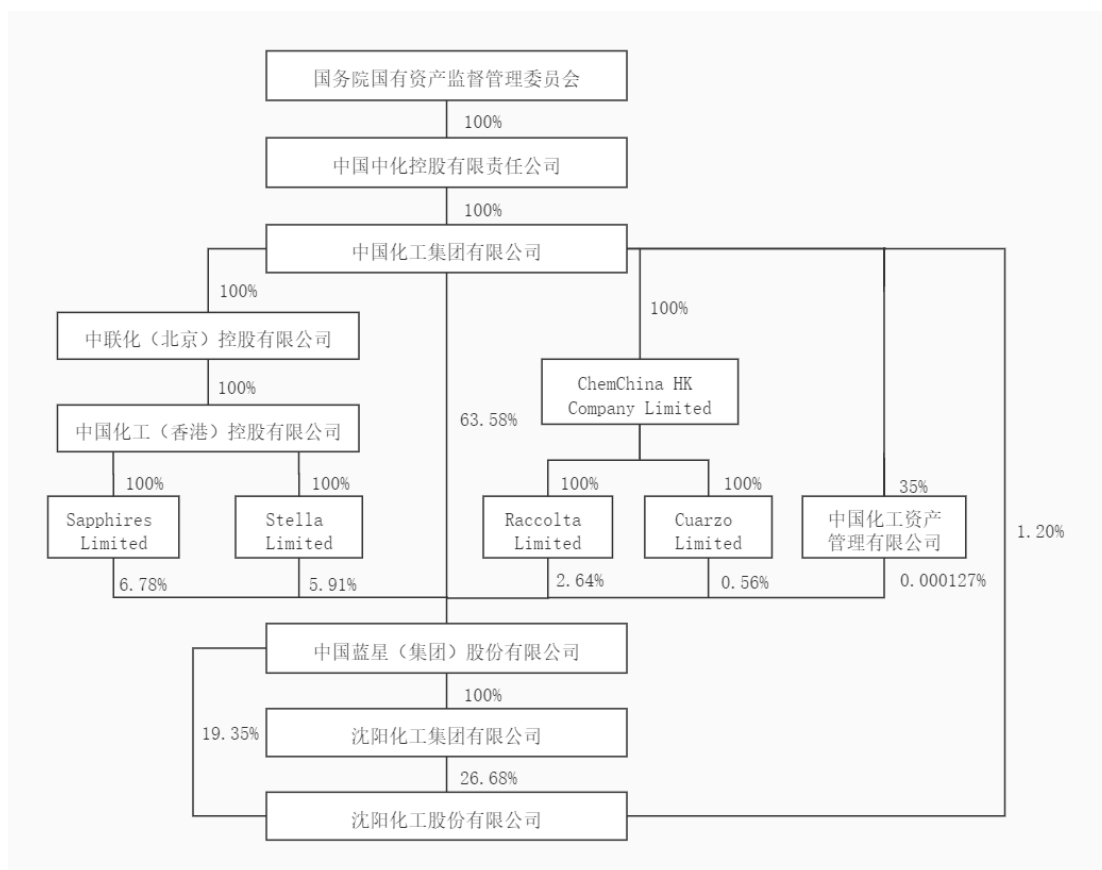 国务院国有资产监督管理委员会
100%
中国中化控股有限责任公司
100%
中国化工集团有限公司
100%
100%
中联化（北京）控股有限公司
ChemChina HK
Company Limited
100%
63.58%
中国化工（香港）控股有限公司
100%
100%
100%
100%
35%
Sapphires
Limited
Stella
Limited
Raccolta
Limited
Cuarzo
Limited
中国化工资产
管理有限公司
1.20%
6.78%
5.91%
2.64%
0.56%
0.000127%
中国蓝星（集团）股份有限公司
100%
19.35%
沈阳化工集团有限公司
26.68%
沈阳化工股份有限公司